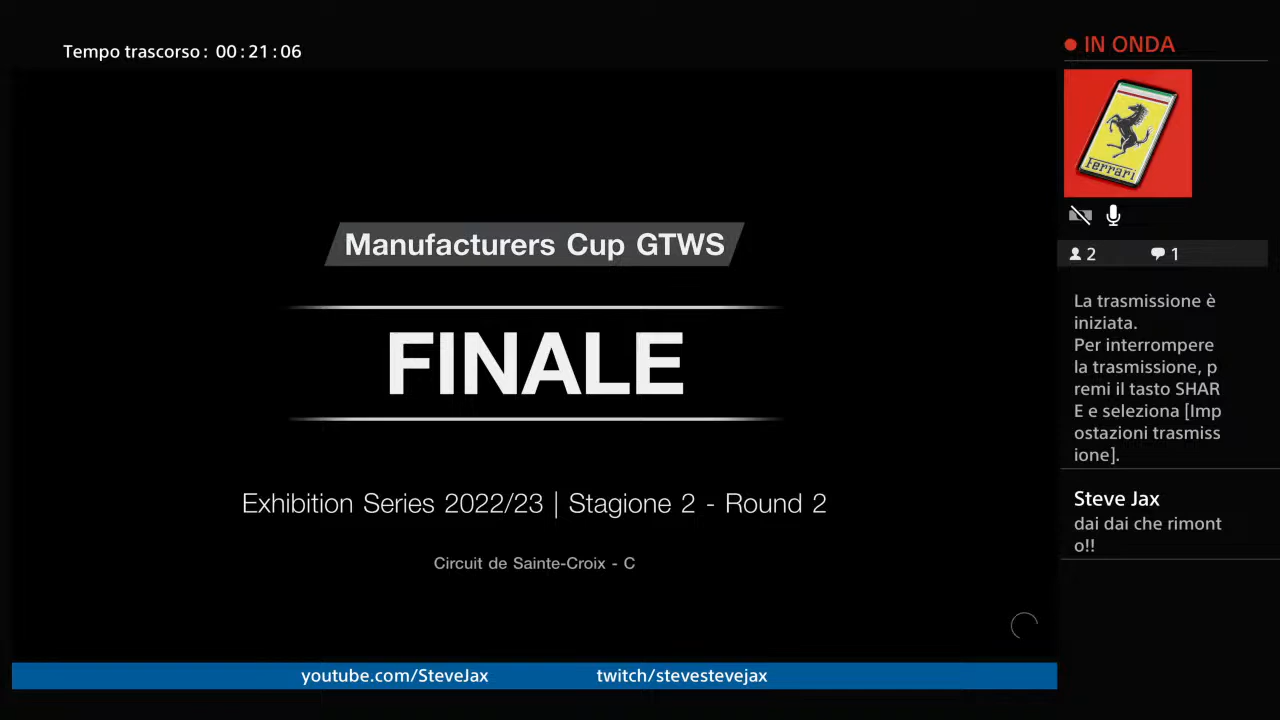 Tempo trascorso: 00:21:06
IN ONDA
Ferrari
2 1
Manufacturers Cup GTWS
FINALE
Exhibition Series 2022/23 | Stagione 2 - Round 2
Circuit de Sainte-Croix - C
La trasmissione è
iniziata.
Per interrompere
la trasmissione, p
remi il tasto SHAR
E e seleziona [Imp
ostazioni trasmiss
ione].
Steve Jax
dai dai che rimont
o!!
youtube.com/SteveJax twitch/stevestevejax